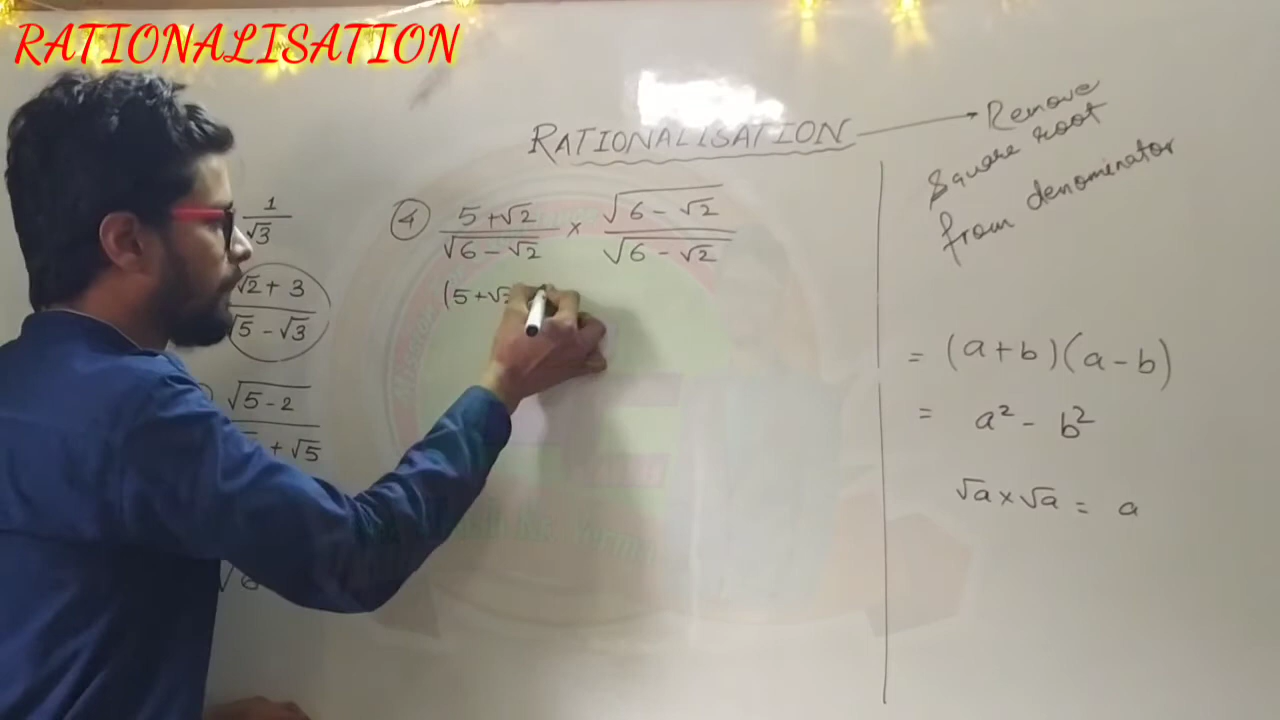 RATIONALISATION
RATIONALISATION → Remove
square root
from denominator
1/√3
√2 + 3 / √5 - √3
√(5 - 2) / + √5
√6
④ 5 + √2 / √(6 - √2) × √(6 - √2) / √(6 - √2)
(5 + √2
= (a + b)(a - b)
= a² - b²
√a × √a = a